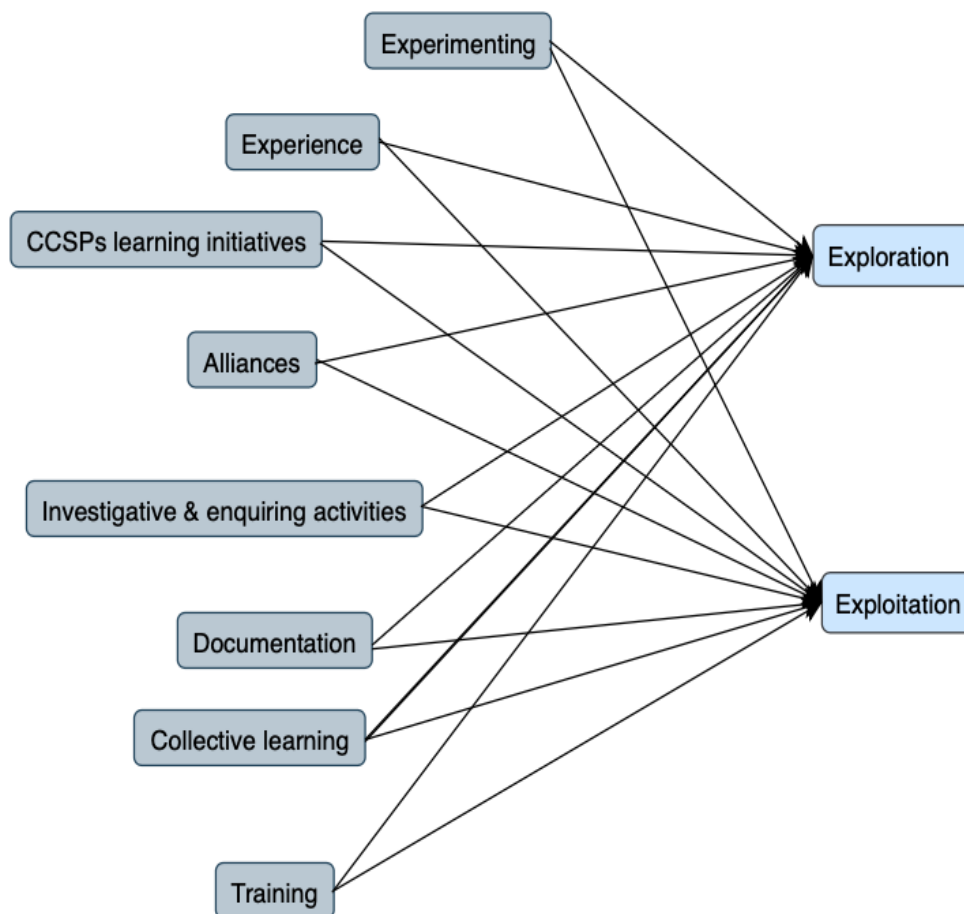 Experimenting
Experience
CCSPs learning initiatives
Exploration
Alliances
Investigative & enquiring activities
Exploitation
Documentation
Collective learning
Training